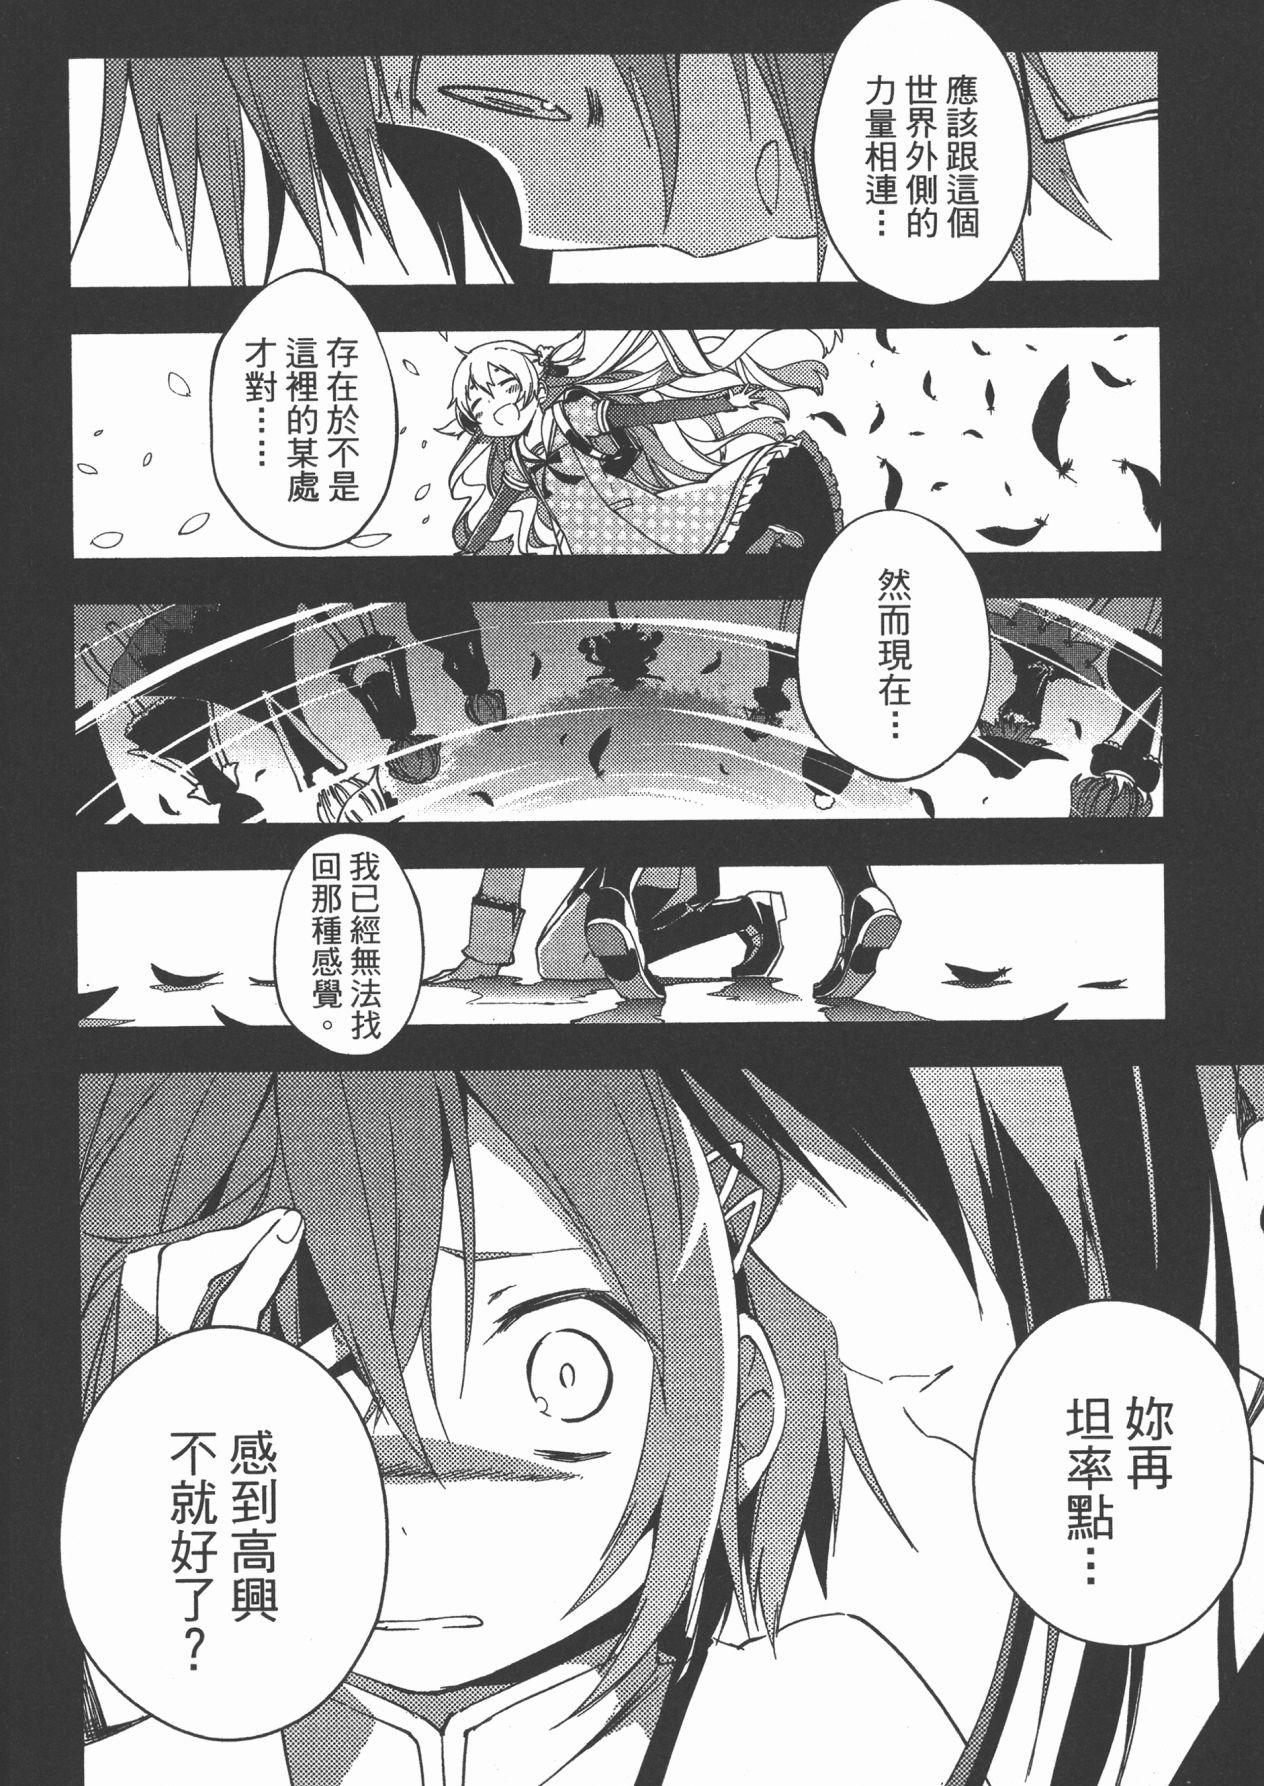 應該跟這個
世界外側的
力量相連…
存在於不是
這裡的某處
才對……
然而現在…
我已經無法找
回那種感覺。
妳再
坦率點…
感到高興
不就好了?